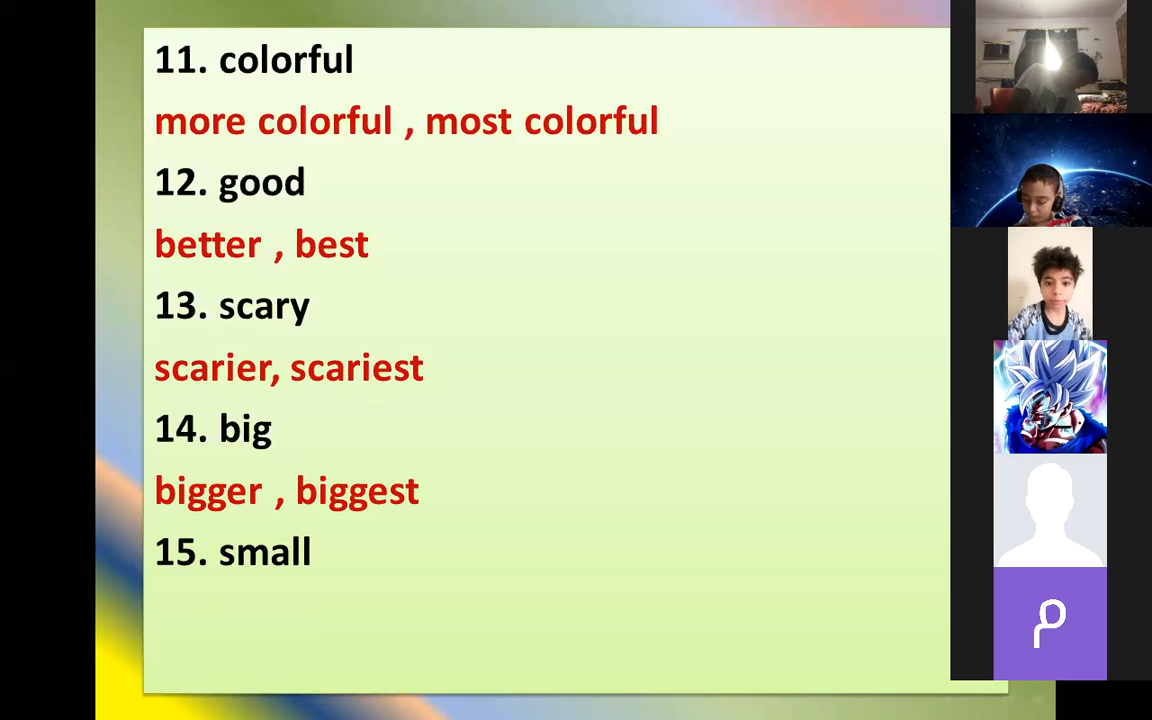 11. colorful
more colorful , most colorful
12. good
better , best
13. scary
scarier, scariest
14. big
bigger , biggest
15. small
م